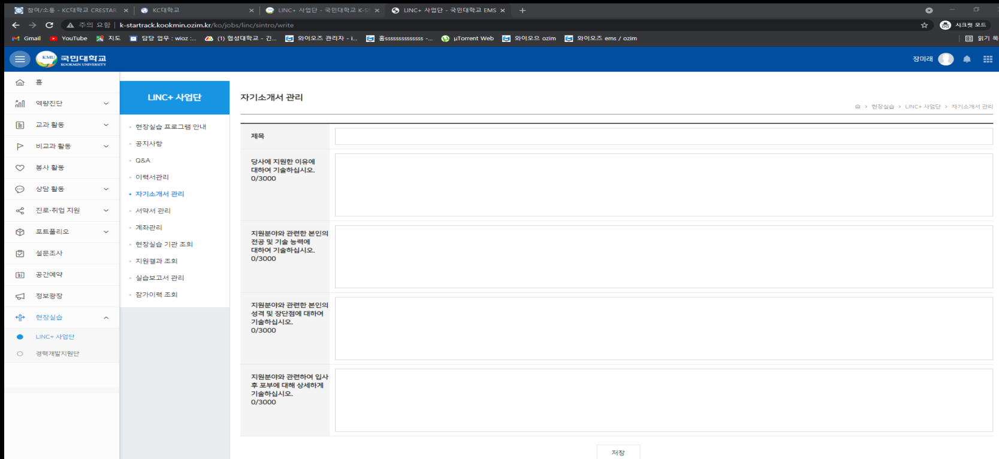 참여/소통 - KC대학교 CRESTAR
KC대학교
LINC+ 사업단 - 국민대학교 K-S
LINC+ 사업단 - 국민대학교 EMS
주의 요함 | k-startrack.kookmin.ozim.kr/ko/jobs/linc/sintro/write
시크릿 모드
Gmail
YouTube
지도
담당 업무 : wioz :...
(1) 협성대학교 - 긴...
와이오즈 관리자 - i...
홈ssssssssssssss -...
µTorrent Web
와이오으 ozim
와이오즈 ems / ozim
읽기 목
KMU 국민대학교
KOOKMIN UNIVERSITY
장미래
홈
역량진단
교과 활동
비교과 활동
봉사 활동
상담 활동
진로·취업 지원
포트폴리오
설문조사
공간예약
정보광장
현장실습
LINC+ 사업단
경력개발지원단
LINC+ 사업단
현장실습 프로그램 안내
공지사항
Q&A
이력서관리
자기소개서 관리
서약서 관리
계좌관리
현장실습 기관 조회
지원결과 조회
실습보고서 관리
참가이력 조회
자기소개서 관리
> 현장실습 > LINC+ 사업단 > 자기소개서 관리
제목
당사에 지원한 이유에
대하여 기술하십시오.
0/3000
지원분야와 관련한 본인의
전공 및 기술 능력에
대하여 기술하십시오.
0/3000
지원분야와 관련한 본인의
성격 및 장단점에 대하여
기술하십시오.
0/3000
지원분야와 관련하여 입사
후 포부에 대해 상세하게
기술하십시오.
0/3000
저장